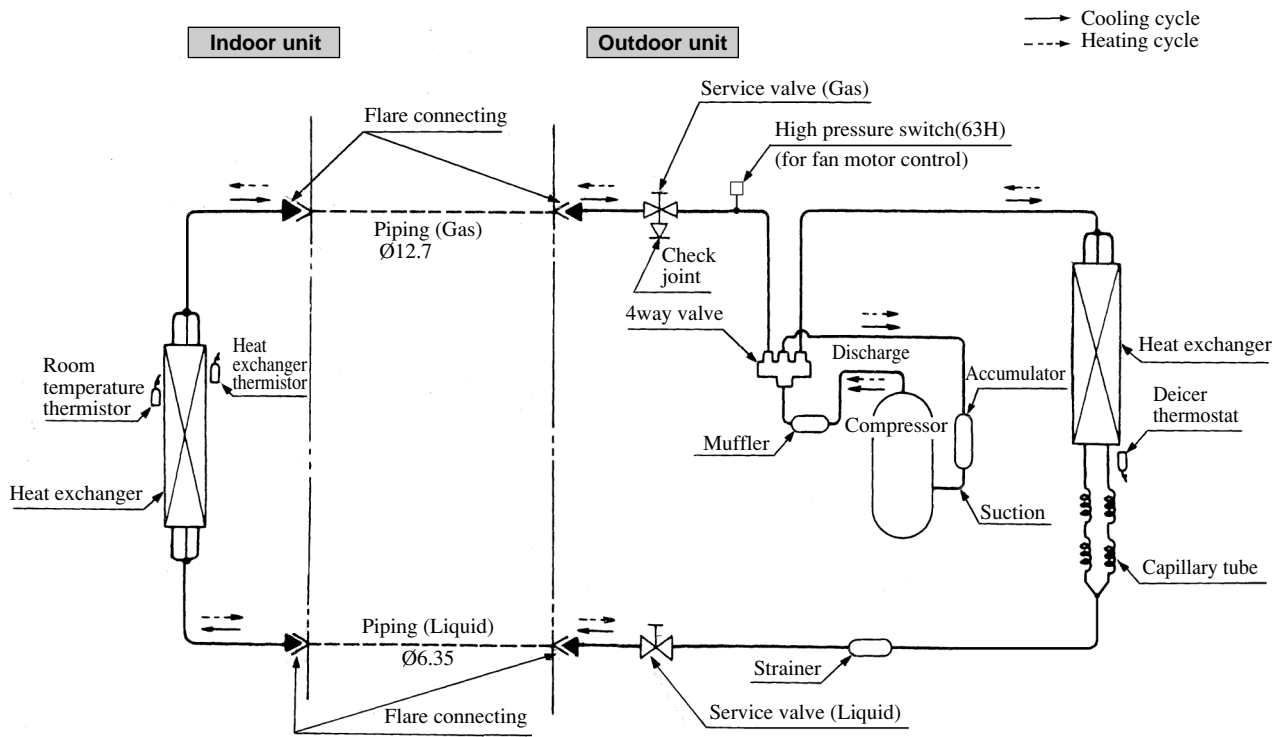 Cooling cycle
Heating cycle
Indoor unit
Outdoor unit
Service valve (Gas)
Flare connecting
High pressure switch(63H)
(for fan motor control)
Piping (Gas)
Ø12.7
Check
joint
4way valve
Discharge
Heat exchanger
Room
temperature
thermistor
Heat
exchanger
thermistor
Accumulator
Deicer
thermostat
Muffler
Compressor
Heat exchanger
Suction
Capillary tube
Piping (Liquid)
Ø6.35
Strainer
Flare connecting
Service valve (Liquid)